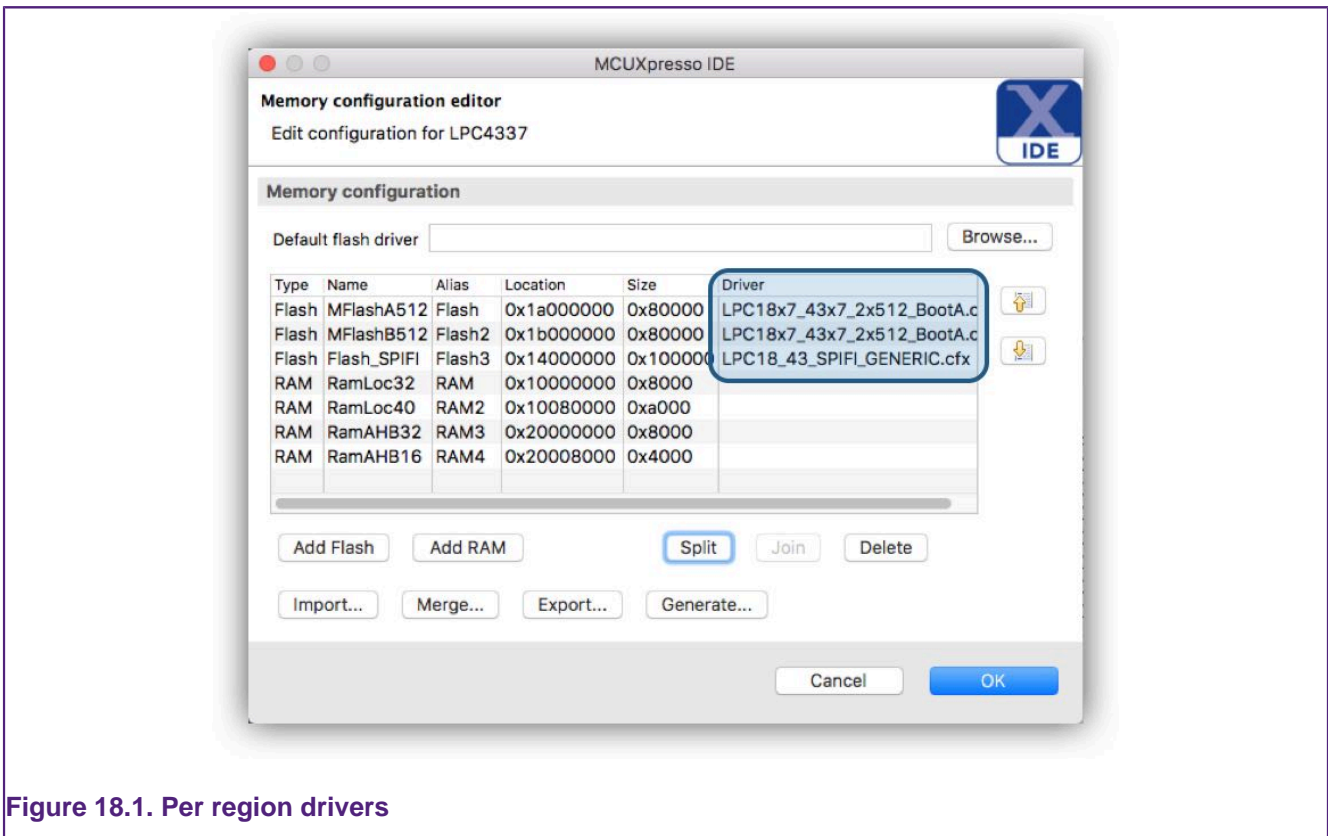 MCUXpresso IDE
Memory configuration editor
Edit configuration for LPC4337
IDE
Memory configuration
Default flash driver Browse...
Type Name Alias Location Size Driver
Flash MFlashA512 Flash 0x1a000000 0x80000 LPC18x7_43x7_2x512_BootA.c
Flash MFlashB512 Flash2 0x1b000000 0x80000 LPC18x7_43x7_2x512_BootA.c
Flash Flash_SPIFI Flash3 0x14000000 0x100000 LPC18_43_SPIFI_GENERIC.cfx
RAM RamLoc32 RAM 0x10000000 0x8000
RAM RamLoc40 RAM2 0x10080000 0xa000
RAM RamAHB32 RAM3 0x20000000 0x8000
RAM RamAHB16 RAM4 0x20008000 0x4000
Add Flash Add RAM Split Join Delete
Import... Merge... Export... Generate...
Cancel OK
Figure 18.1. Per region drivers